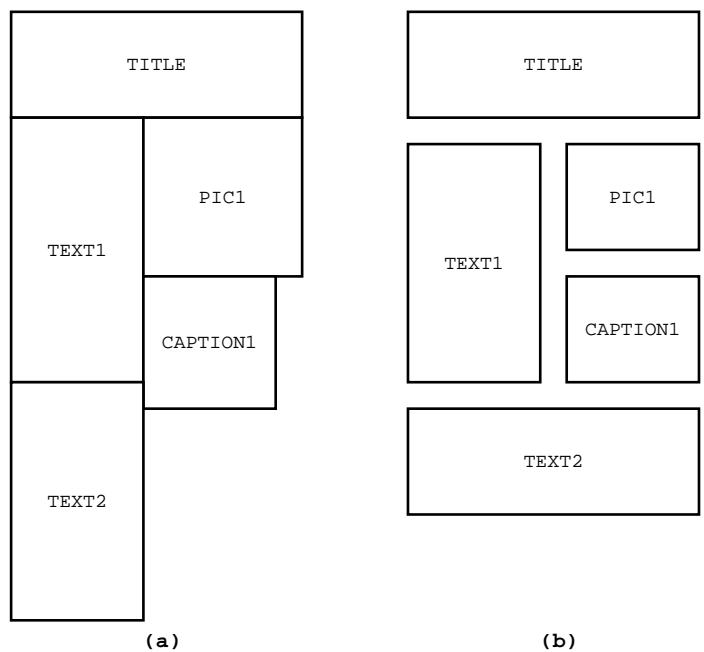 TITLE
PIC1
TEXT1
CAPTION1
TEXT2
(a)
TITLE
PIC1
TEXT1
CAPTION1
TEXT2
(b)